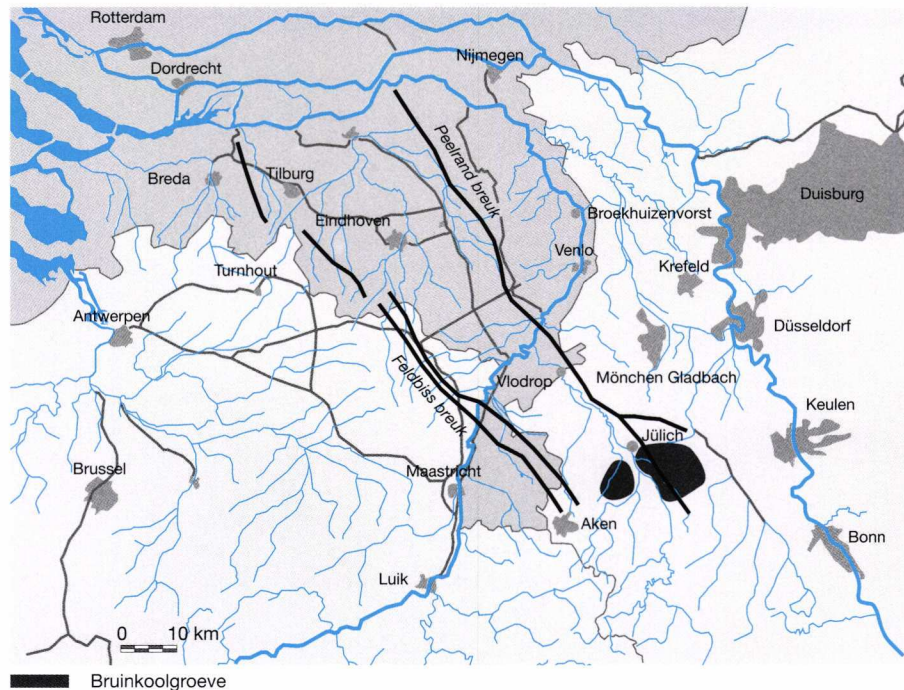 Rotterdam
Nijmegen
Dordrecht
Peelrand breuk
Breda
Tilburg
Duisburg
Eindhoven
Broekhuizenvorst
Venlo
Krefeld
Turnhout
Antwerpen
Düsseldorf
Feldbiss breuk
Vlodrop
Mönchen Gladbach
Keulen
Jülich
Brussel
Maastricht
Aken
Bonn
Luik
0 10 km
Bruinkoolgroeve